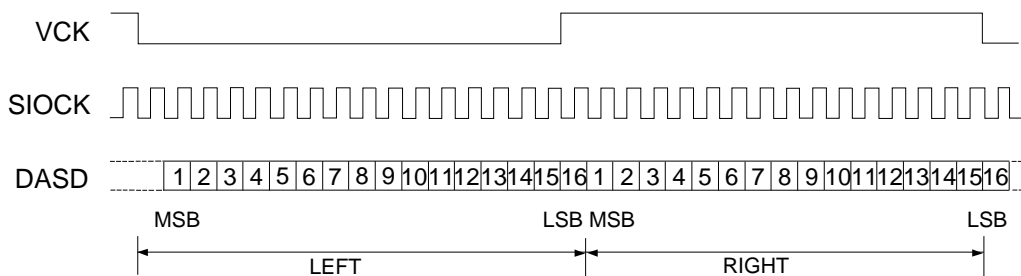 VCK
SIOCK
DASD 1 2 3 4 5 6 7 8 9 10 11 12 13 14 15 16 1 2 3 4 5 6 7 8 9 10 11 12 13 14 15 16
MSB LSB MSB LSB
LEFT RIGHT